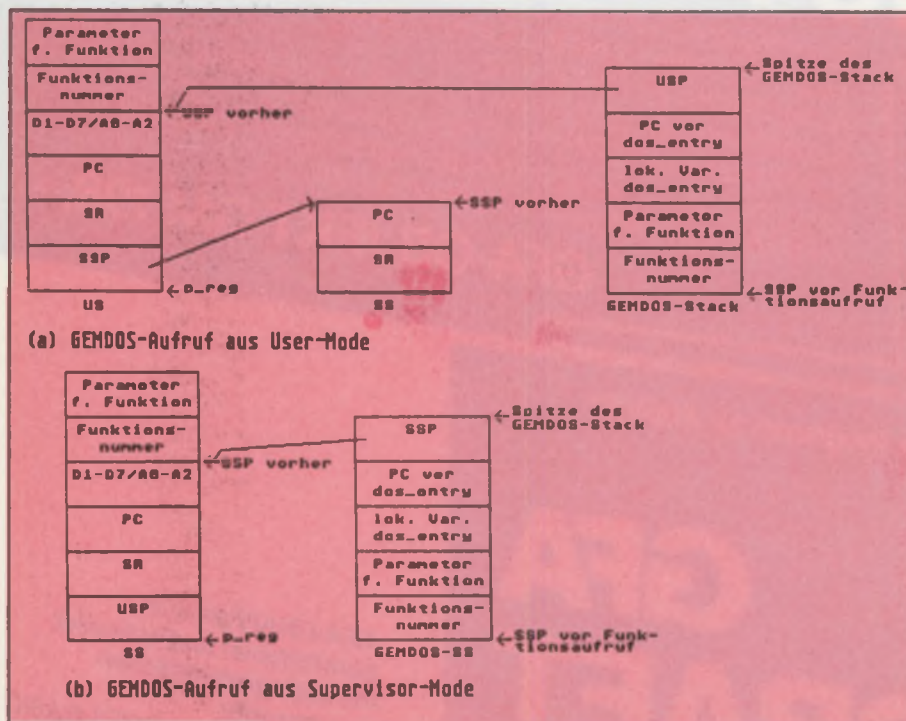 Parameter
f. Funktion
Funktions-
nummer
←USP vorher
D1-D7/A0-A2
PC
SR
SSP
←p_reg
US
←SSP vorher
PC
SR
SS
←Spitze des
GEMDOS-Stack
USP
PC vor
dos_entry
lok. Var.
dos_entry
Parameter
f. Funktion
Funktions-
nummer
←SSP vor Funk-
tionsaufruf
GEMDOS-Stack
(a) GEMDOS-Aufruf aus User-Mode
Parameter
f. Funktion
Funktions-
nummer
←SSP vorher
D1-D7/A0-A2
PC
SR
USP
←p_reg
SS
←Spitze des
GEMDOS-Stack
SSP
PC vor
dos_entry
lok. Var.
dos_entry
Parameter
f. Funktion
Funktions-
nummer
←SSP vor Funk-
tionsaufruf
GEMDOS-SS
(b) GEMDOS-Aufruf aus Supervisor-Mode